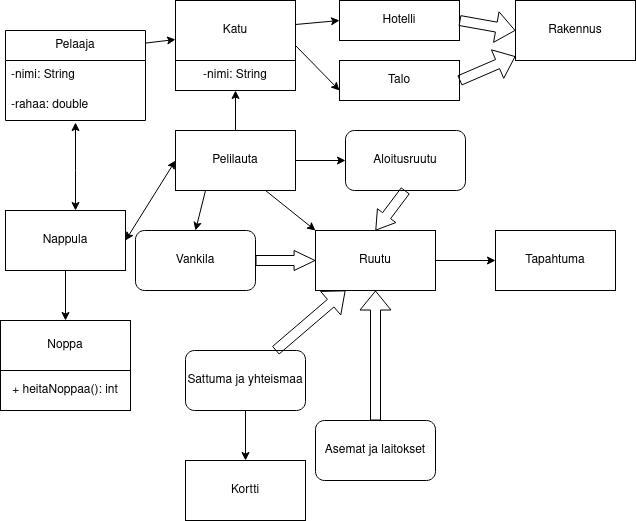 Pelaaja
-nimi: String
-rahaa: double
Katu
-nimi: String
Hotelli
Talo
Rakennus
Pelilauta
Aloitusruutu
Nappula
Vankila
Ruutu
Tapahtuma
Noppa
+ heitaNoppaa(): int
Sattuma ja yhteismaa
Asemat ja laitokset
Kortti